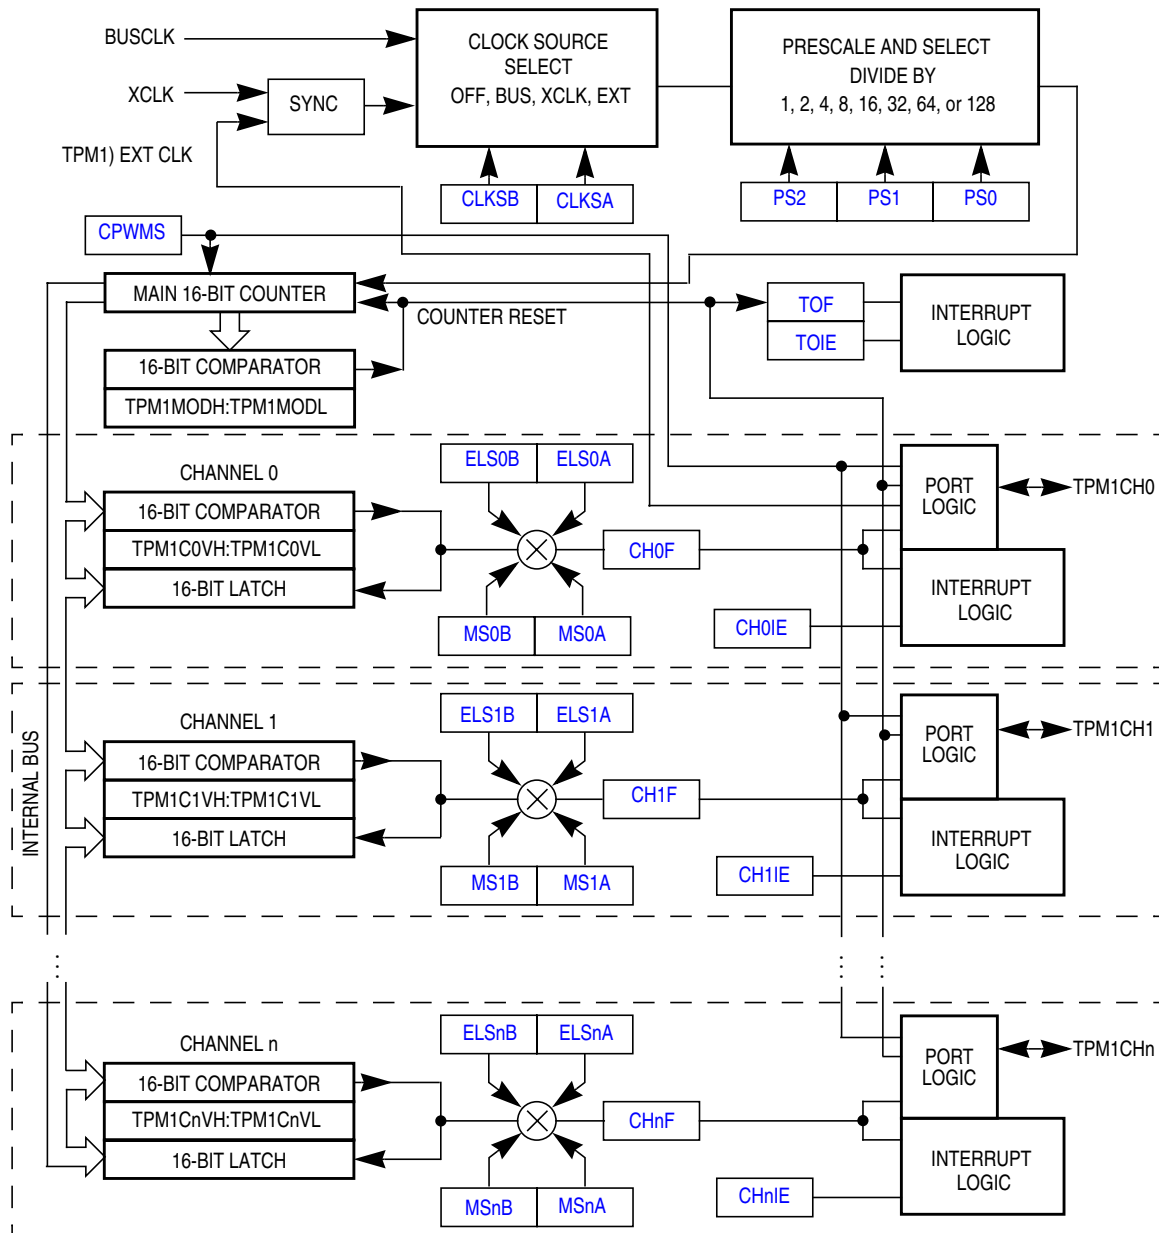 BUSCLK
XCLK
TPM1) EXT CLK
SYNC
CLOCK SOURCE
SELECT
OFF, BUS, XCLK, EXT
PRESCALE AND SELECT
DIVIDE BY
1, 2, 4, 8, 16, 32, 64, or 128
CLKSB
CLKSA
PS2
PS1
PS0
CPWMS
MAIN 16-BIT COUNTER
COUNTER RESET
TOF
TOIE
INTERRUPT
LOGIC
16-BIT COMPARATOR
TPM1MODH:TPM1MODL
INTERNAL BUS
CHANNEL 0
16-BIT COMPARATOR
TPM1C0VH:TPM1C0VL
16-BIT LATCH
ELS0B
ELS0A
MS0B
MS0A
CH0F
CH0IE
PORT
LOGIC
TPM1CH0
INTERRUPT
LOGIC
CHANNEL 1
16-BIT COMPARATOR
TPM1C1VH:TPM1C1VL
16-BIT LATCH
ELS1B
ELS1A
MS1B
MS1A
CH1F
CH1IE
PORT
LOGIC
TPM1CH1
INTERRUPT
LOGIC
...
...
...
CHANNEL n
16-BIT COMPARATOR
TPM1CnVH:TPM1CnVL
16-BIT LATCH
ELSnB
ELSnA
MSnB
MSnA
CHnF
CHnIE
PORT
LOGIC
TPM1CHn
INTERRUPT
LOGIC